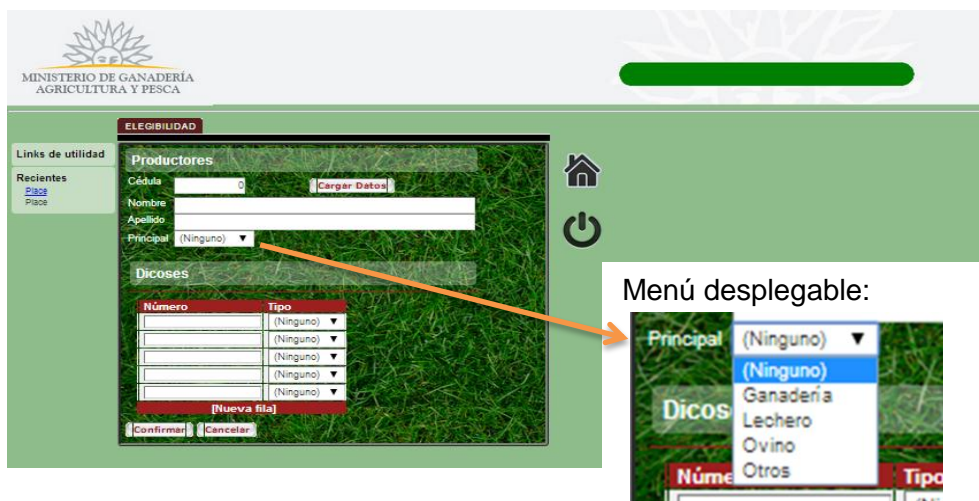 MINISTERIO DE GANADERÍA
AGRICULTURA Y PESCA
ELEGIBILIDAD
Links de utilidad
Recientes
Place
Place
Productores
Cédula 0 Cargar Datos
Nombre
Apellido
Principal (Ninguno) ▼
Dicoses
Número Tipo
(Ninguno) ▼
(Ninguno) ▼
(Ninguno) ▼
(Ninguno) ▼
(Ninguno) ▼
[Nueva fila]
Confirmar Cancelar
Menú desplegable:
Principal (Ninguno) ▼
(Ninguno)
Ganadería
Lechero
Ovino
Otros
Dicos
Núme Tipo